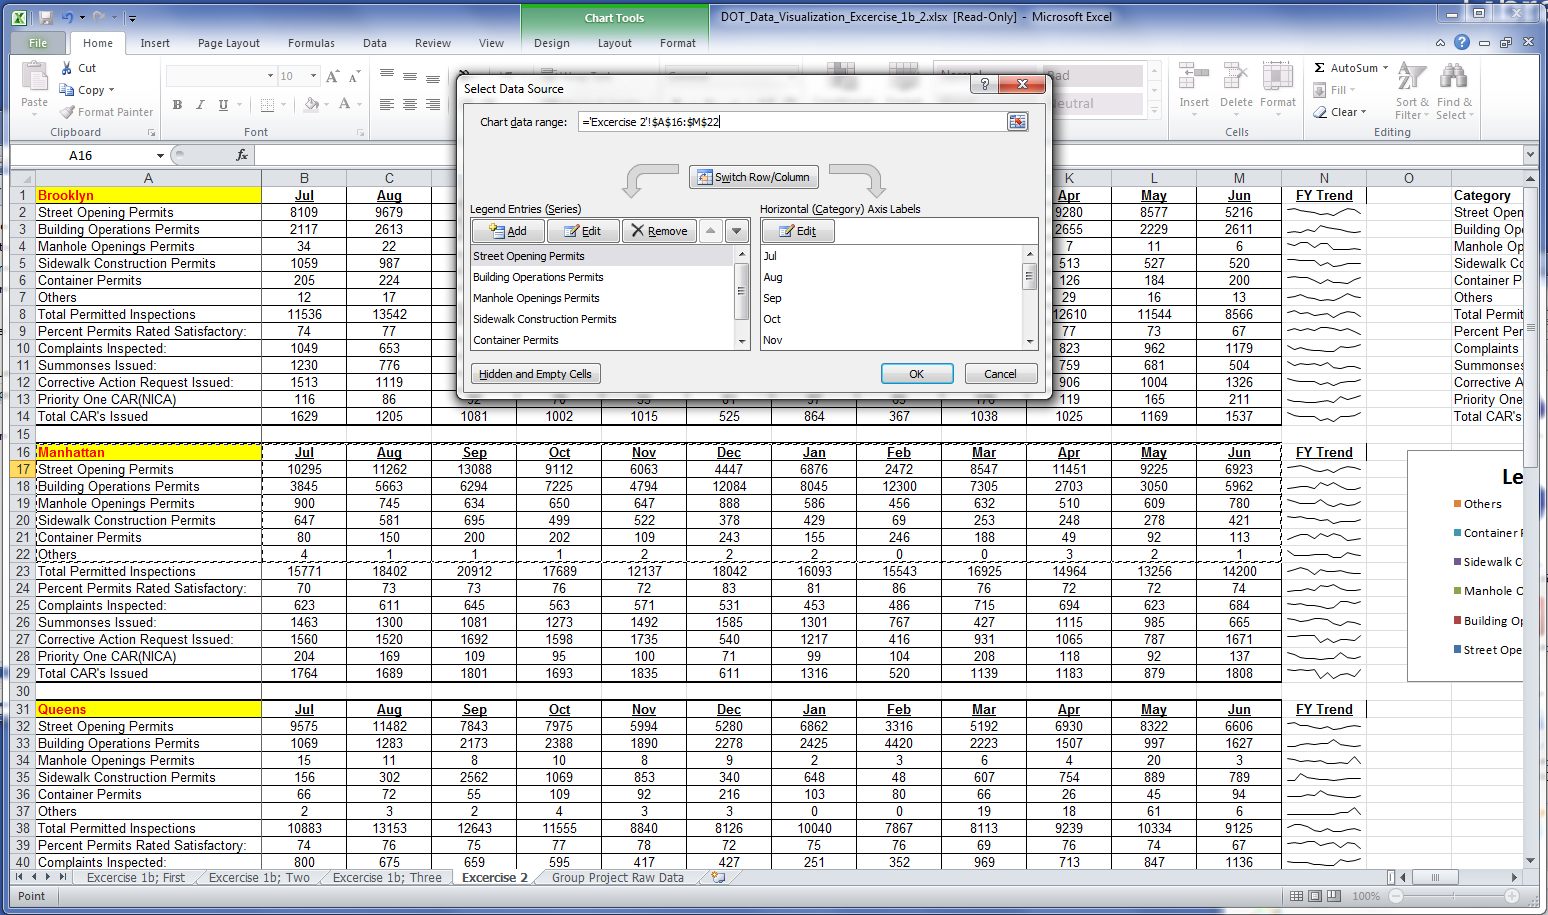 Chart Tools
DOT_Data_Visualization_Excercise_1b_2.xlsx [Read-Only] - Microsoft Excel
File Home Insert Page Layout Formulas Data Review View Design Layout Format
Paste Cut Copy Format Painter
10
B I U A
Insert Delete Format
AutoSum Fill Clear
Sort & Filter Find & Select
Clipboard Font Cells Editing
A16 fx
Select Data Source
Chart data range: ='Excercise 2'!$A$16:$M$22
Switch Row/Column
Legend Entries (Series) Horizontal (Category) Axis Labels
Add Edit Remove Edit
Street Opening Permits Jul
Building Operations Permits Aug
Manhole Openings Permits Sep
Sidewalk Construction Permits Oct
Container Permits Nov
Hidden and Empty Cells OK Cancel
A B C K L M N O
1 Brooklyn Jul Aug Apr May Jun FY Trend Category
2 Street Opening Permits 8109 9679 9280 8577 5216 Street Open
3 Building Operations Permits 2117 2613 2655 2229 2611 Building Op
4 Manhole Openings Permits 34 22 7 11 6 Manhole Op
5 Sidewalk Construction Permits 1059 987 513 527 520 Sidewalk Co
6 Container Permits 205 224 126 184 200 Container P
7 Others 12 17 29 16 13 Others
8 Total Permitted Inspections 11536 13542 12610 11544 8566 Total Permit
9 Percent Permits Rated Satisfactory: 74 77 77 73 67 Percent Per
10 Complaints Inspected: 1049 653 823 962 1179 Complaints
11 Summonses Issued: 1230 776 759 681 504 Summonses
12 Corrective Action Request Issued: 1513 1119 906 1004 1326 Corrective A
13 Priority One CAR(NICA) 116 86 119 165 211 Priority One
14 Total CAR's Issued 1629 1205 1081 1002 1015 525 864 367 1038 1025 1169 1537 Total CAR's
15
16 Manhattan Jul Aug Sep Oct Nov Dec Jan Feb Mar Apr May Jun FY Trend
17 Street Opening Permits 10295 11262 13088 9112 6063 4447 6876 2472 8547 11451 9225 6923
18 Building Operations Permits 3845 5663 6294 7225 4794 12084 8045 12300 7305 2703 3050 5962
19 Manhole Openings Permits 900 745 634 650 647 888 586 456 632 510 609 780
20 Sidewalk Construction Permits 647 581 695 499 522 378 429 69 253 248 278 421
21 Container Permits 80 150 200 202 109 243 155 246 188 49 92 113
22 Others 4 1 1 1 2 2 2 0 0 3 2 1
23 Total Permitted Inspections 15771 18402 20912 17689 12137 18042 16093 15543 16925 14964 13256 14200
24 Percent Permits Rated Satisfactory: 70 73 73 76 72 83 81 86 76 72 72 74
25 Complaints Inspected: 623 611 645 563 571 531 453 486 715 694 623 684
26 Summonses Issued: 1463 1300 1081 1273 1492 1585 1301 767 427 1115 985 665
27 Corrective Action Request Issued: 1560 1520 1692 1598 1735 540 1217 416 931 1065 787 1671
28 Priority One CAR(NICA) 204 169 109 95 100 71 99 104 208 118 92 137
29 Total CAR's Issued 1764 1689 1801 1693 1835 611 1316 520 1139 1183 879 1808
30
Le
Others
Container P
Sidewalk Co
Manhole O
Building Op
Street Ope
31 Queens Jul Aug Sep Oct Nov Dec Jan Feb Mar Apr May Jun FY Trend
32 Street Opening Permits 9575 11482 7843 7975 5994 5280 6862 3316 5192 6930 8322 6606
33 Building Operations Permits 1069 1283 2173 2388 1890 2278 2425 4420 2223 1507 997 1627
34 Manhole Openings Permits 15 11 8 10 8 9 2 3 6 4 20 3
35 Sidewalk Construction Permits 156 302 2562 1069 853 340 648 48 607 754 889 789
36 Container Permits 66 72 55 109 92 216 103 80 66 26 45 94
37 Others 2 3 2 4 3 3 0 0 19 18 61 6
38 Total Permitted Inspections 10883 13153 12643 11555 8840 8126 10040 7867 8113 9239 10334 9125
39 Percent Permits Rated Satisfactory: 74 76 75 77 78 72 75 76 69 76 74 67
40 Complaints Inspected: 800 675 659 595 417 427 251 352 969 713 847 1136
Excercise 1b; First Excercise 1b; Two Excercise 1b; Three Excercise 2 Group Project Raw Data
Point 100%